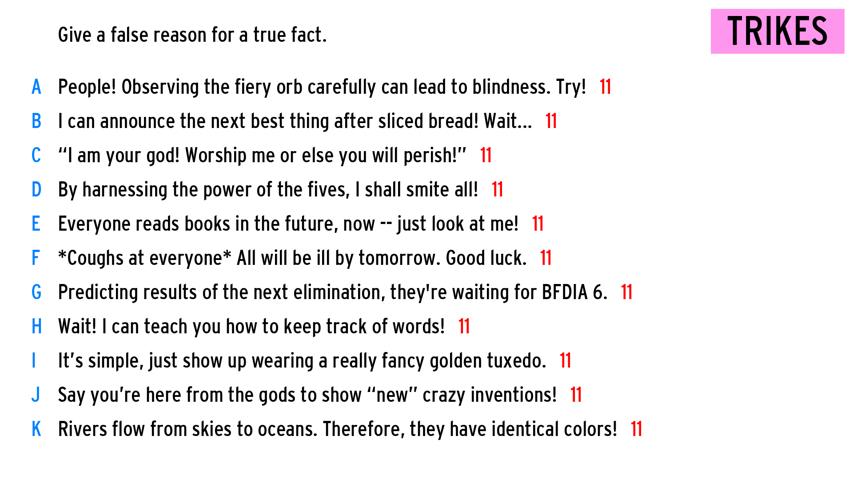 Give a false reason for a true fact.
TRIKES
A People! Observing the fiery orb carefully can lead to blindness. Try! 11
B I can announce the next best thing after sliced bread! Wait... 11
C “I am your god! Worship me or else you will perish!” 11
D By harnessing the power of the fives, I shall smite all! 11
E Everyone reads books in the future, now -- just look at me! 11
F *Coughs at everyone* All will be ill by tomorrow. Good luck. 11
G Predicting results of the next elimination, they're waiting for BFDIA 6. 11
H Wait! I can teach you how to keep track of words! 11
I It’s simple, just show up wearing a really fancy golden tuxedo. 11
J Say you’re here from the gods to show “new” crazy inventions! 11
K Rivers flow from skies to oceans. Therefore, they have identical colors! 11